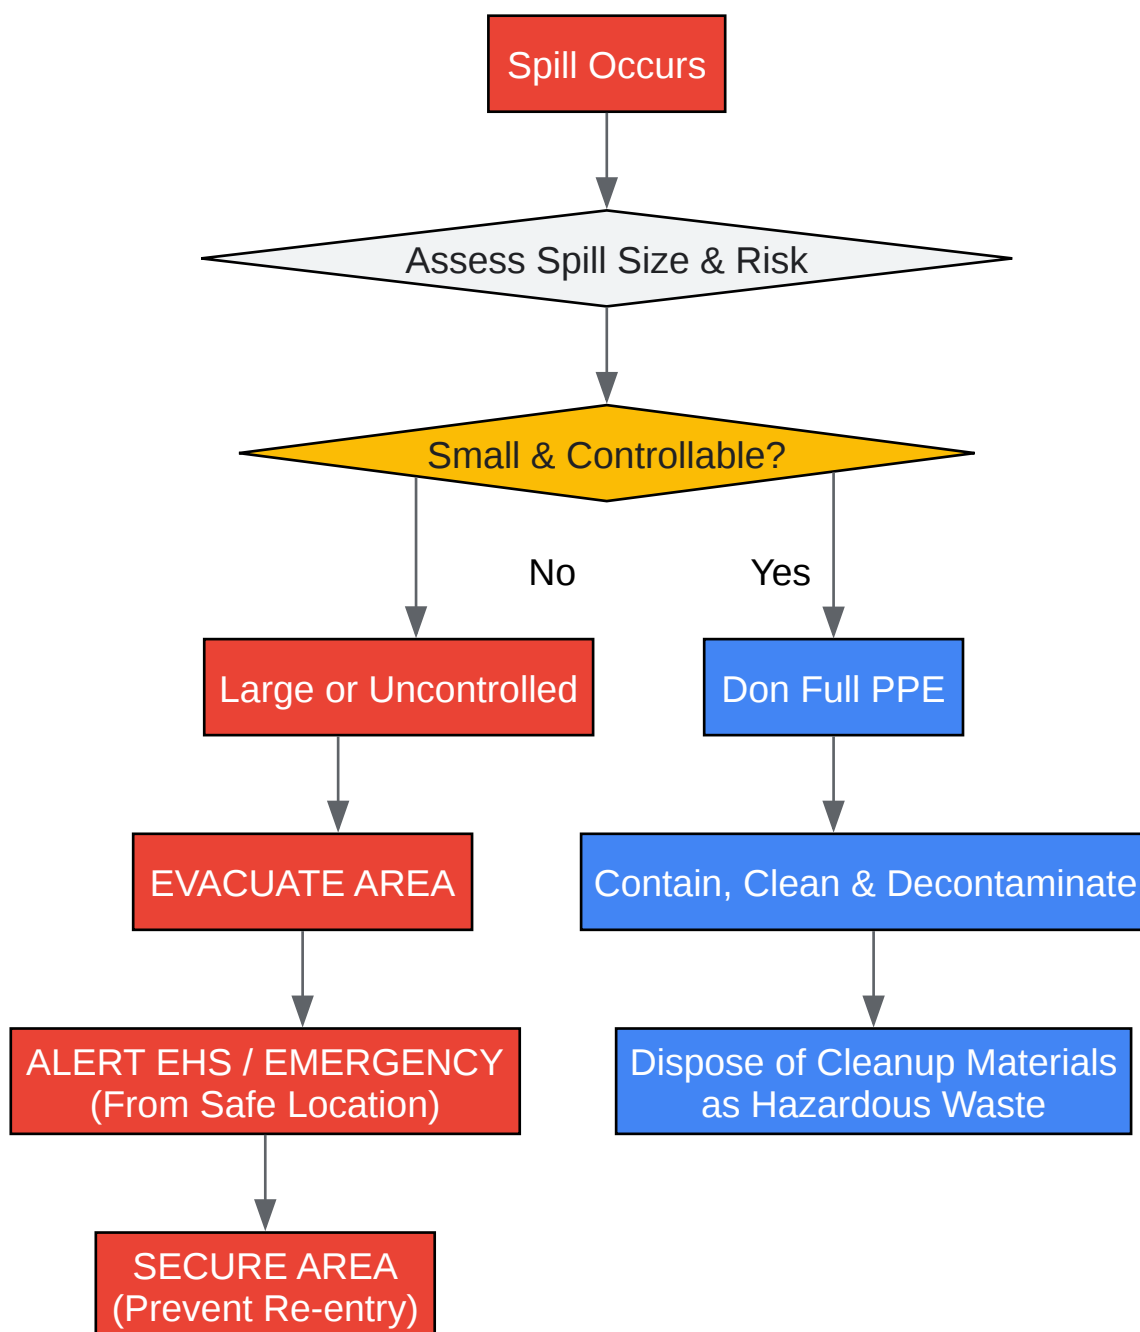 Spill Occurs
Assess Spill Size & Risk
Small & Controllable?
No
Yes
Large or Uncontrolled
Don Full PPE
EVACUATE AREA
Contain, Clean & Decontaminate
ALERT EHS / EMERGENCY
(From Safe Location)
Dispose of Cleanup Materials
as Hazardous Waste
SECURE AREA
(Prevent Re-entry)